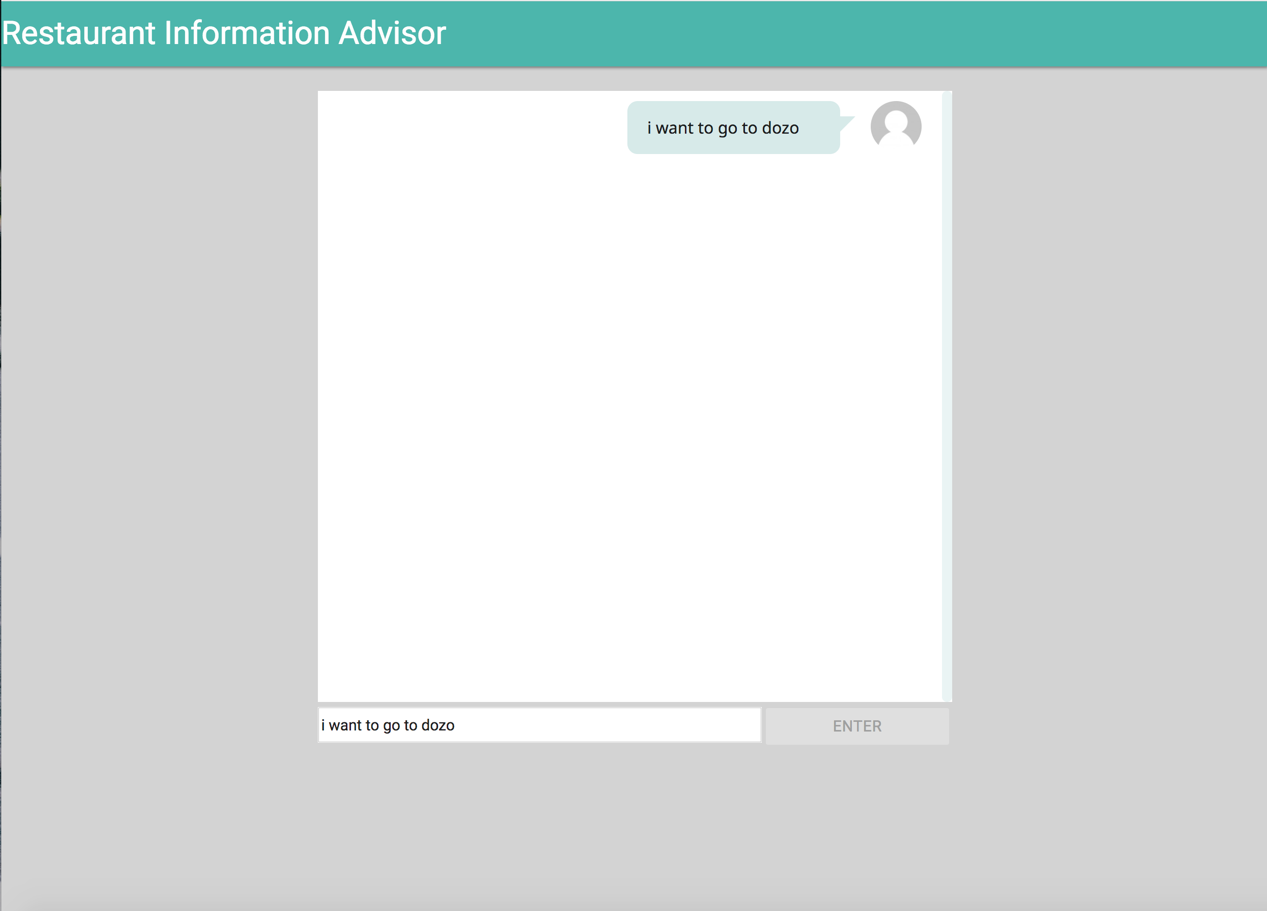 Restaurant Information Advisor
i want to go to dozo
i want to go to dozo
ENTER